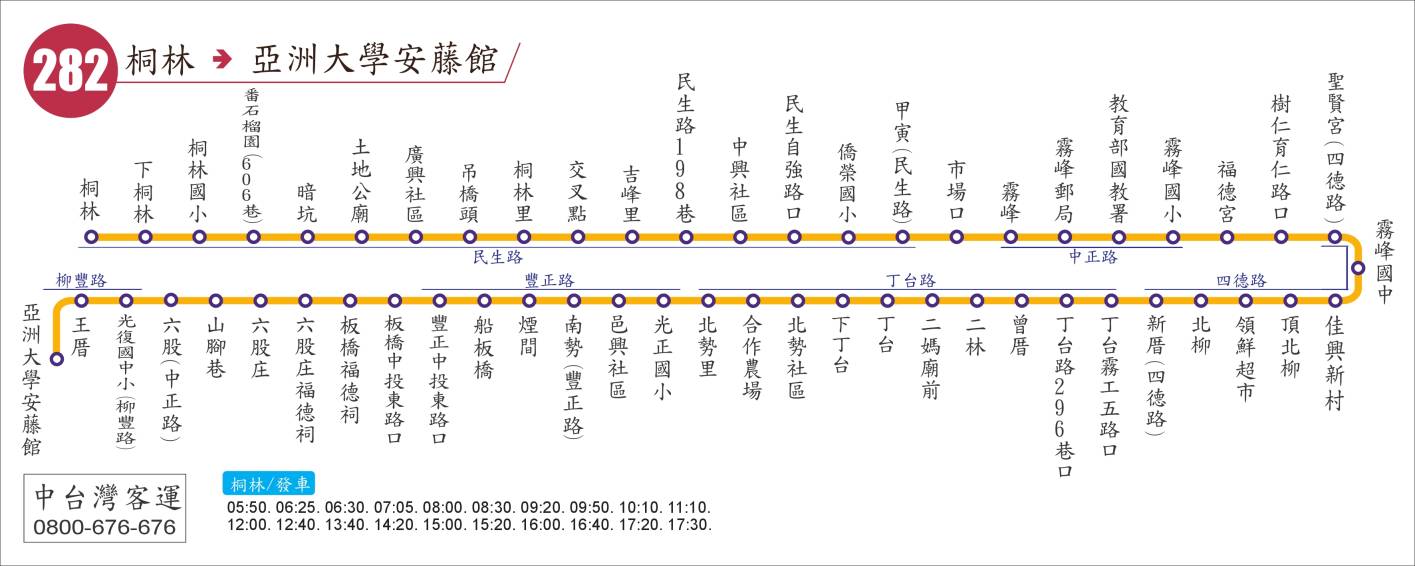 282
桐林 → 亞洲大學安藤館
桐林
下桐林
桐林國小
番石榴園(606巷)
暗坑
土地公廟
廣興社區
吊橋頭
桐林里
交叉點
吉峰里
民生路198巷
中興社區
民生自強路口
僑榮國小
甲寅(民生路)
市場口
霧峰
霧峰郵局
教育部國教署
霧峰國小
福德宮
樹仁育仁路口
聖賢宮(四德路)
霧峰國中
民生路
中正路
柳豐路
豐正路
丁台路
四德路
佳興新村
頂北柳
領鮮超市
北柳
新厝(四德路)
丁台霧工五路口
丁台路296巷口
曾厝
二林
二媽廟前
丁台
下丁台
北勢社區
合作農場
北勢里
光正國小
邑興社區
南勢(豐正路)
煙間
船板橋
豐正中投東路口
板橋中投東路口
板橋福德祠
六股庄福德祠
六股庄
山腳巷
六股(中正路)
光復國中小(柳豐路)
王厝
亞洲大學安藤館
中台灣客運
0800-676-676
桐林/發車
05:50. 06:25. 06:30. 07:05. 08:00. 08:30. 09:20. 09:50. 10:10. 11:10.
12:00. 12:40. 13:40. 14:20. 15:00. 15:20. 16:00. 16:40. 17:20. 17:30.